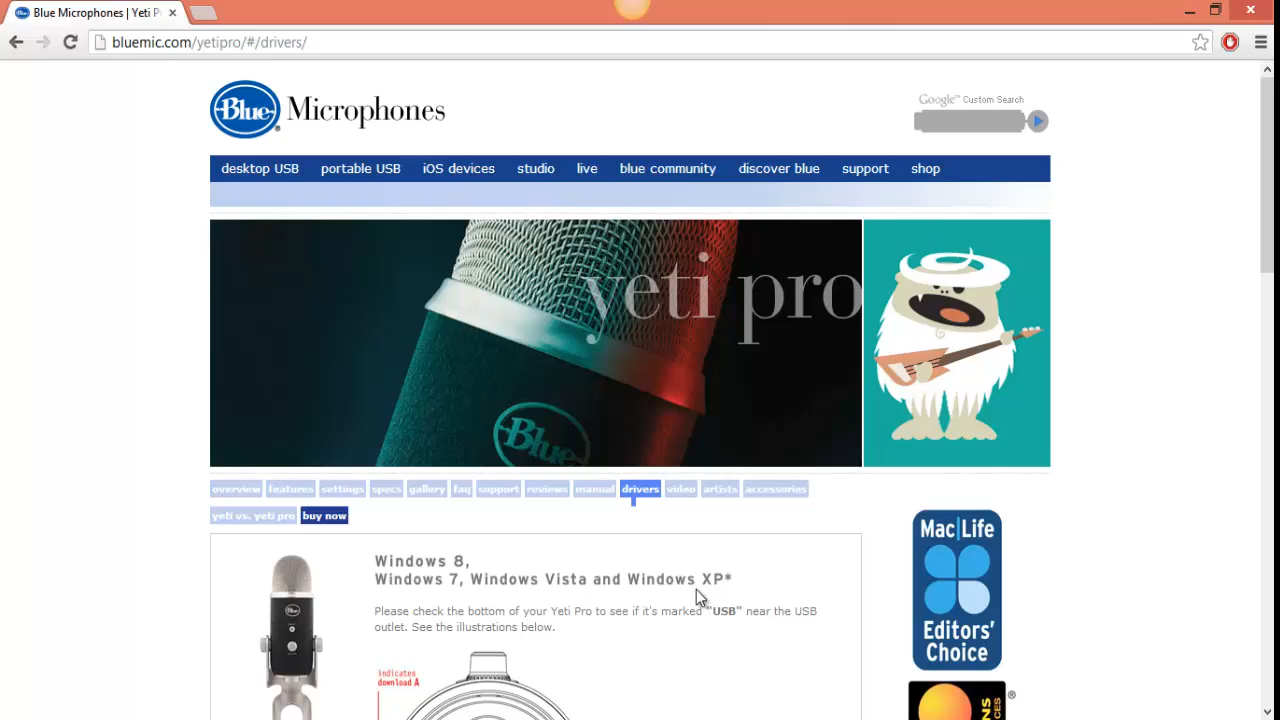 Blue Microphones | Yeti P
bluemic.com/yetipro/#/drivers/
Blue Microphones
Google™ Custom Search
desktop USB portable USB iOS devices studio live blue community discover blue support shop
yeti pro
Blue
overview features settings specs gallery faq support reviews manual drivers video artists accessories
yeti vs. yeti pro buy now
Windows 8,
Windows 7, Windows Vista and Windows XP*
Please check the bottom of your Yeti Pro to see if it's marked "USB" near the USB
outlet. See the illustrations below.
indicates
download A
Mac|Life
Editors'
Choice